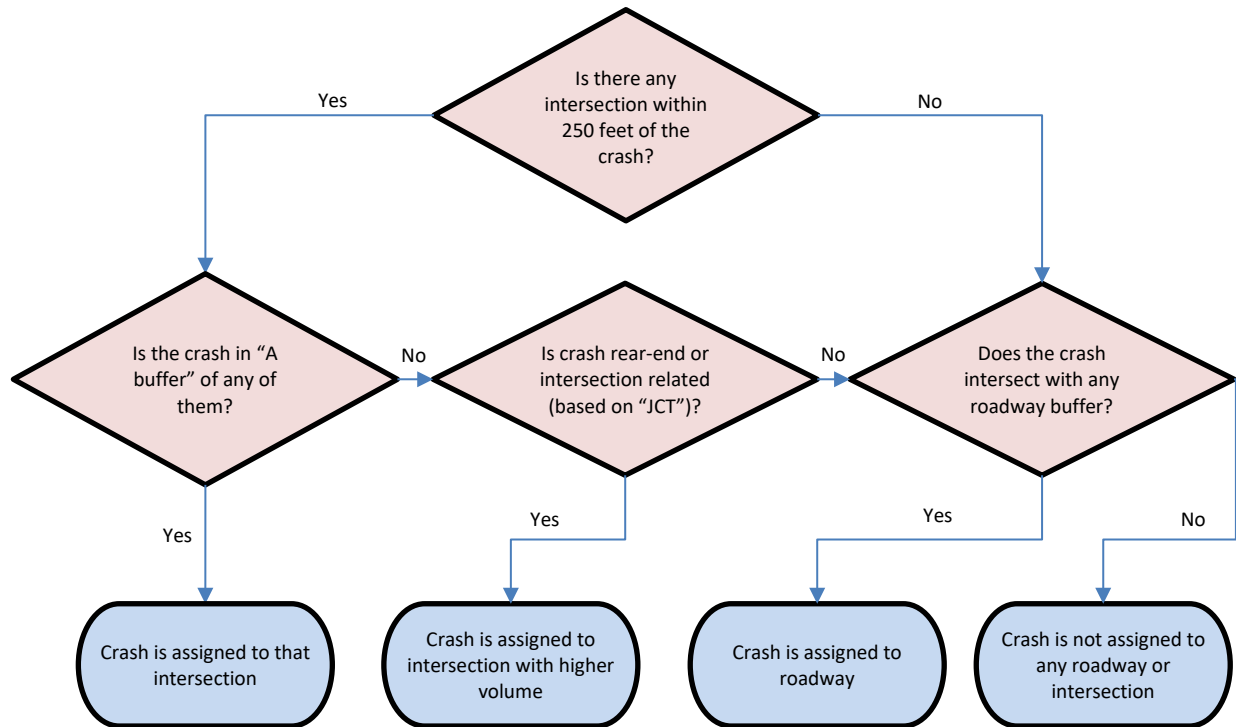 Is there any
intersection within
250 feet of the
crash?
Yes
No
Is the crash in “A
buffer” of any of
them?
No
Is crash rear-end or
intersection related
(based on “JCT”)?
No
Does the crash
intersect with any
roadway buffer?
Yes
Yes
Yes
No
Crash is assigned to that
intersection
Crash is assigned to
intersection with higher
volume
Crash is assigned to
roadway
Crash is not assigned to
any roadway or
intersection